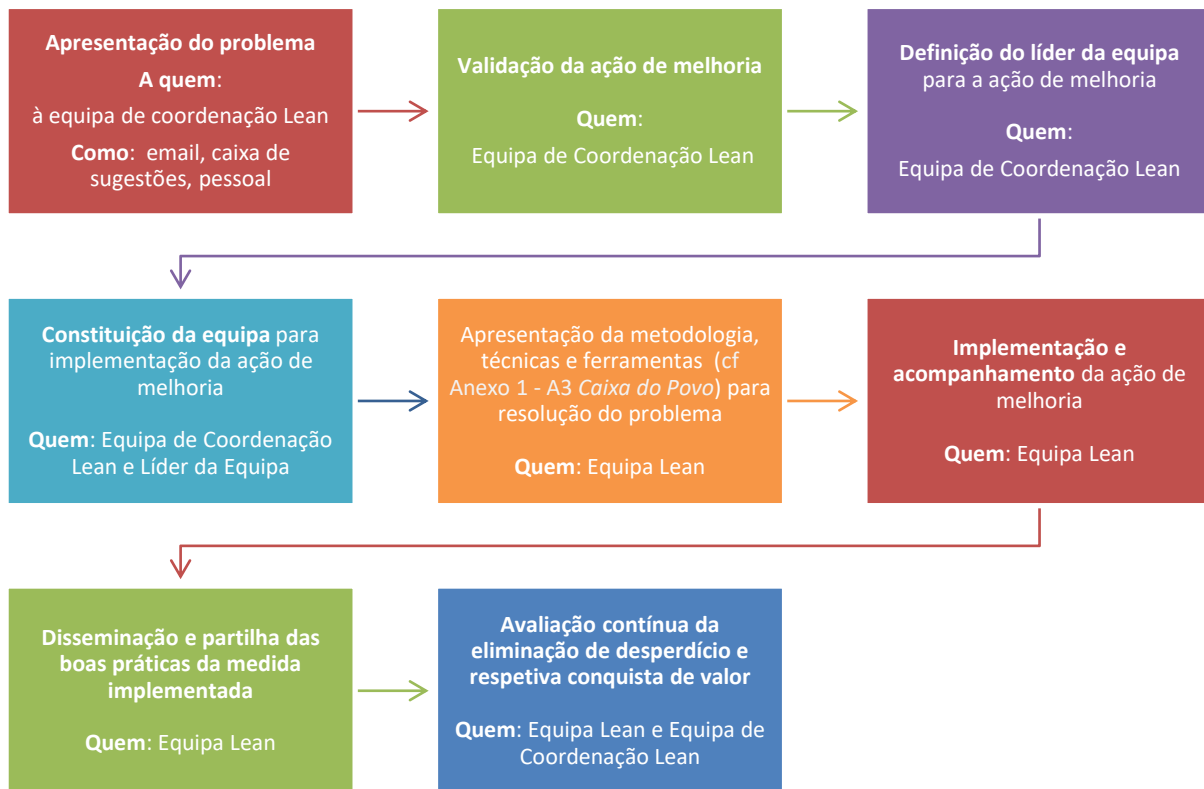 Apresentação do problema
A quem:
à equipa de coordenação Lean
Como: email, caixa de
sugestões, pessoal
Validação da ação de melhoria
Quem:
Equipa de Coordenação Lean
Definição do líder da equipa
para a ação de melhoria
Quem:
Equipa de Coordenação Lean
Constituição da equipa para
implementação da ação de
melhoria
Quem: Equipa de Coordenação
Lean e Líder da Equipa
Apresentação da metodologia,
técnicas e ferramentas (cf
Anexo 1 - A3 Caixa do Povo) para
resolução do problema
Quem: Equipa Lean
Implementação e
acompanhamento da ação de
melhoria
Quem: Equipa Lean
Disseminação e partilha das
boas práticas da medida
implementada
Quem: Equipa Lean
Avaliação contínua da
eliminação de desperdício e
respetiva conquista de valor
Quem: Equipa Lean e Equipa de
Coordenação Lean